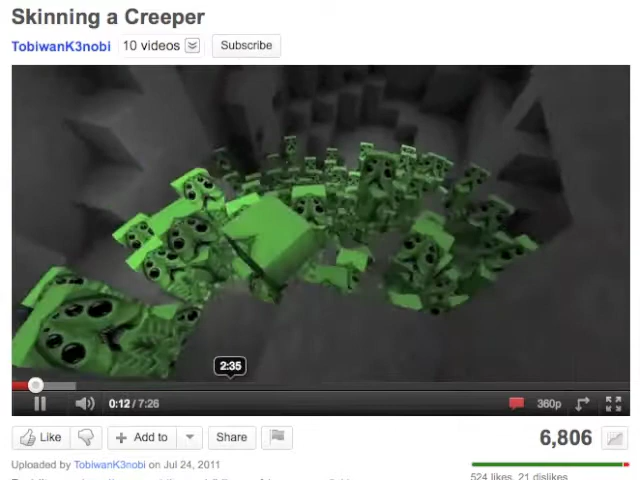 Skinning a Creeper
TobiwanK3nobi 10 videos Subscribe
2:35
0:12 / 7:26 360p
Like Add to Share 6,806
Uploaded by TobiwanK3nobi on Jul 24, 2011
524 likes, 21 dislikes